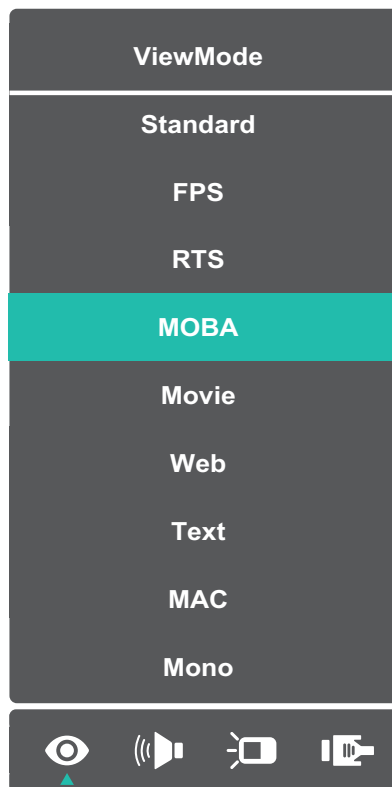 ViewMode
Standard
FPS
RTS
MOBA
Movie
Web
Text
MAC
Mono